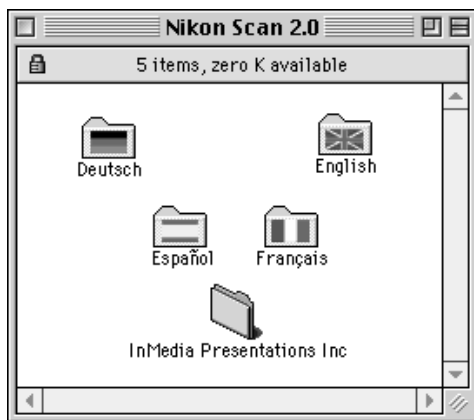 Nikon Scan 2.0
5 items, zero K available
Deutsch
English
Español
Français
InMedia Presentations Inc